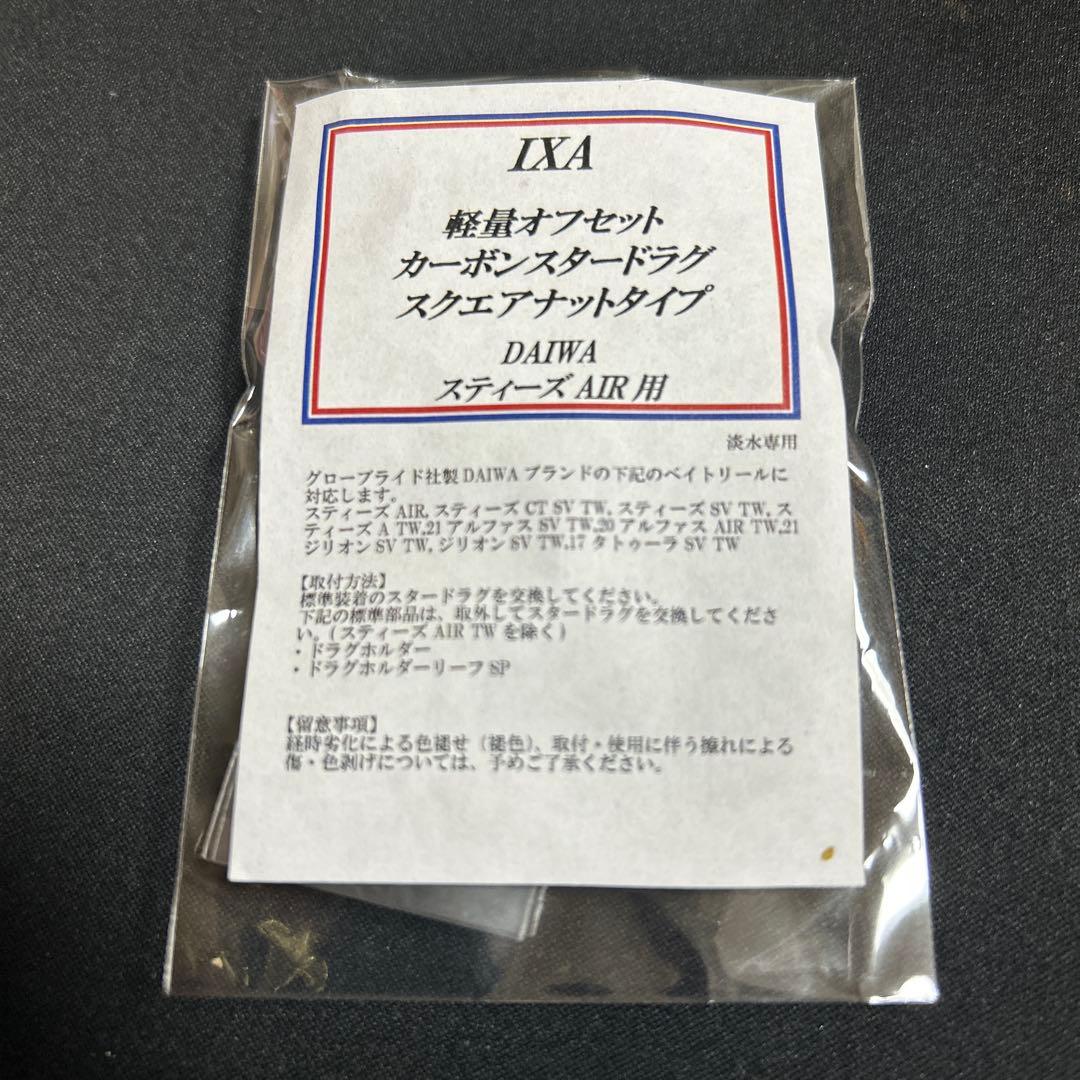 IXA
軽量オフセット
カーボンスタードラグ
スクエアナットタイプ
DAIWA
スティーズ AIR 用
淡水専用
グローブライド社製 DAIWA ブランドの下記のベイトリールに
対応します。
スティーズ AIR, スティーズ CT SV TW, スティーズ SV TW, ス
ティーズ A TW,21 アルファス SV TW,20 アルファス AIR TW,21
ジリオン SV TW, ジリオン SV TW,17 タトゥーラ SV TW
【取付方法】
標準装着のスタードラグを交換してください。
下記の標準部品は、取外してスタードラグを交換してくださ
い。( スティーズ AIR TW を除く )
・ドラグホルダー
・ドラグホルダーリーフ SP
【留意事項】
経時劣化による色褪せ（褪色）、取付・使用に伴う擦れによる
傷・色剥げについては、予めご了承ください。